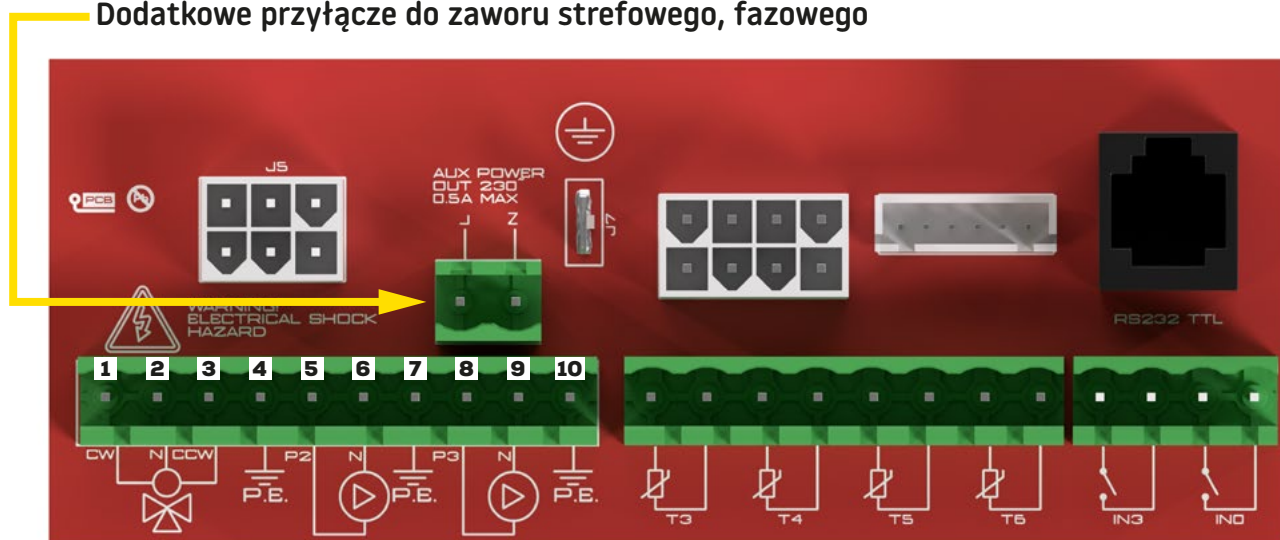 Dodatkowe przyłącze do zaworu strefowego, fazowego
J5
PCB
Pb
AUX POWER
OUT 230
0.5A MAX
L N
J7
WARNING!
ELECTRICAL SHOCK
HAZARD
RS232 TTL
1 2 3 4 5 6 7 8 9 10
CW N CCW P.E. P2 N P.E. P3 N P.E.
T3 T4 T5 T6 IN3 IN0